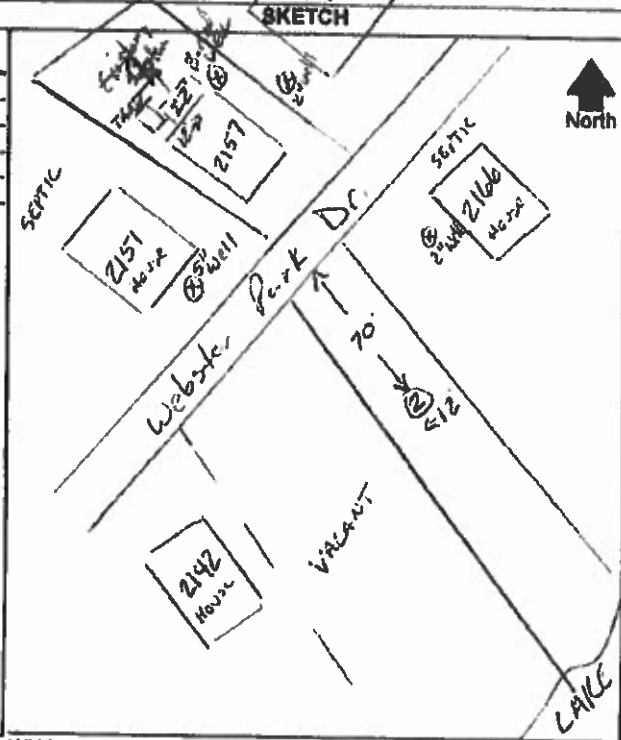 SKETCH
North
2157
SEPTIC
SEPTIC
2151
House
5" Well
2166
House
2" Well
Webster Park Dr.
70'
2
VACANT
2142
House
LAKE